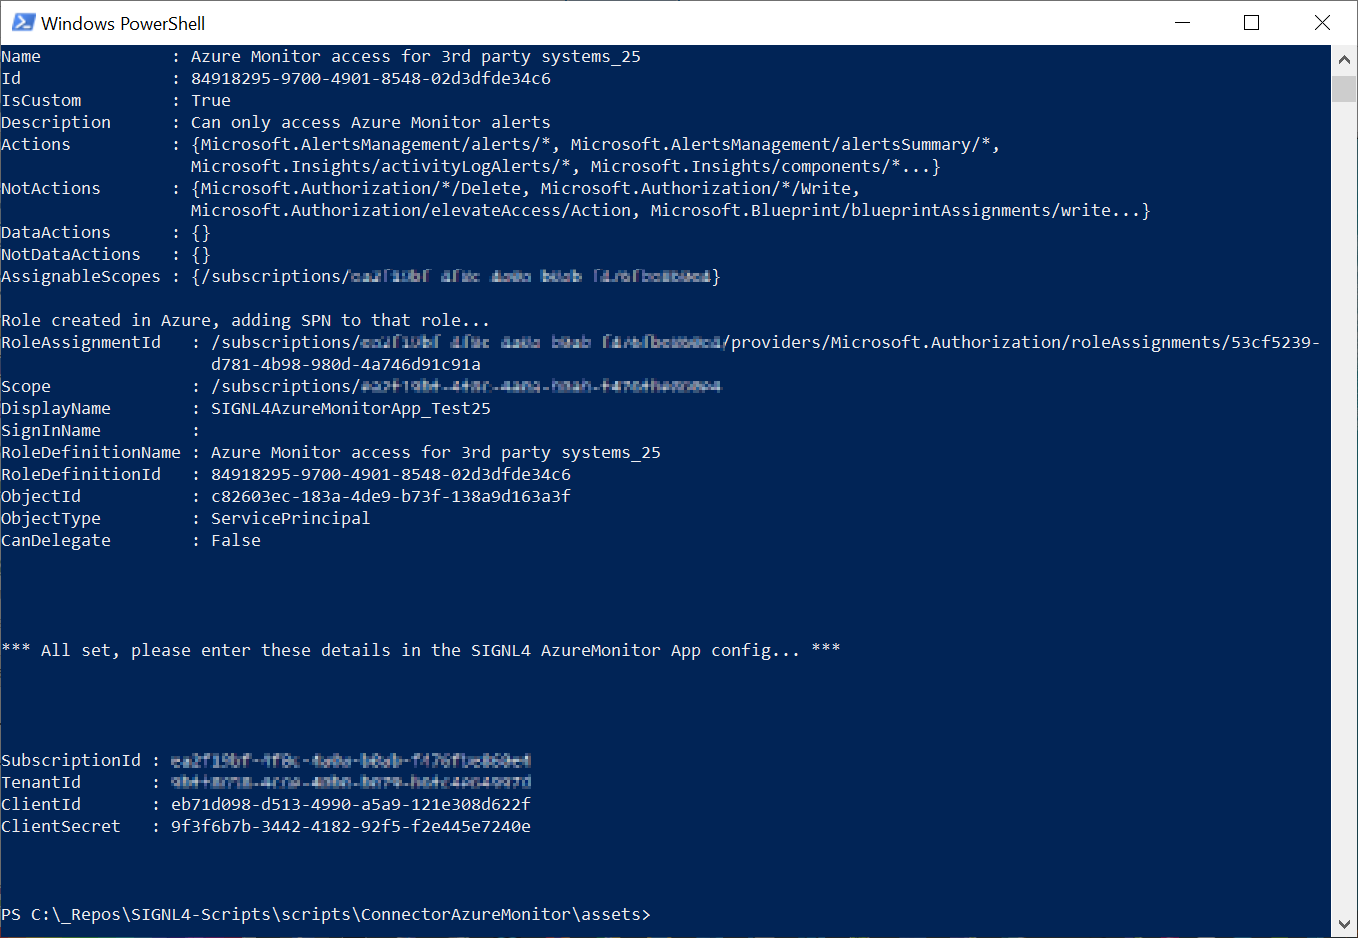 Windows PowerShell
Name             : Azure Monitor access for 3rd party systems_25
Id               : 84918295-9700-4901-8548-02d3dfde34c6
IsCustom         : True
Description      : Can only access Azure Monitor alerts
Actions          : {Microsoft.AlertsManagement/alerts/*, Microsoft.AlertsManagement/alertsSummary/*,
                   Microsoft.Insights/activityLogAlerts/*, Microsoft.Insights/components/*...}
NotActions       : {Microsoft.Authorization/*/Delete, Microsoft.Authorization/*/Write,
                   Microsoft.Authorization/elevateAccess/Action, Microsoft.Blueprint/blueprintAssignments/write...}
DataActions      : {}
NotDataActions   : {}
AssignableScopes : {/subscriptions/}
Role created in Azure, adding SPN to that role...
RoleAssignmentId   : /subscriptions/ /providers/Microsoft.Authorization/roleAssignments/53cf5239-
                     d781-4b98-980d-4a746d91c91a
Scope              : /subscriptions/
DisplayName        : SIGNL4AzureMonitorApp_Test25
SignInName         :
RoleDefinitionName : Azure Monitor access for 3rd party systems_25
RoleDefinitionId   : 84918295-9700-4901-8548-02d3dfde34c6
ObjectId           : c82603ec-183a-4de9-b73f-138a9d163a3f
ObjectType         : ServicePrincipal
CanDelegate        : False
*** All set, please enter these details in the SIGNL4 AzureMonitor App config... ***
SubscriptionId :
TenantId       :
ClientId       : eb71d098-d513-4990-a5a9-121e308d622f
ClientSecret   : 9f3f6b7b-3442-4182-92f5-f2e445e7240e
PS C:\_Repos\SIGNL4-Scripts\scripts\ConnectorAzureMonitor\assets>